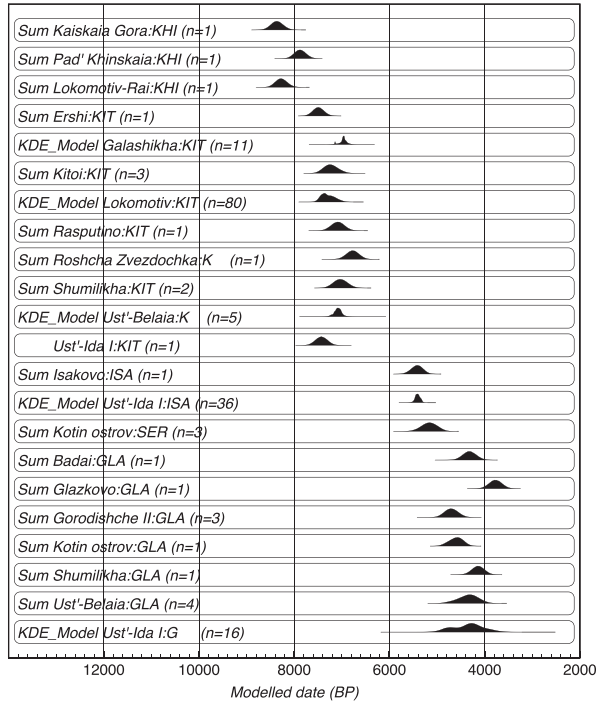 Sum Kaiskaia Gora:KHI (n=1)
Sum Pad' Khinskaia:KHI (n=1)
Sum Lokomotiv-Rai:KHI (n=1)
Sum Ershi:KIT (n=1)
KDE_Model Galashikha:KIT (n=11)
Sum Kitoi:KIT (n=3)
KDE_Model Lokomotiv:KIT (n=80)
Sum Rasputino:KIT (n=1)
Sum Roshcha Zvezdochka:K (n=1)
Sum Shumilikha:KIT (n=2)
KDE_Model Ust'-Belaia:K (n=5)
Ust'-Ida I:KIT (n=1)
Sum Isakovo:ISA (n=1)
KDE_Model Ust'-Ida I:ISA (n=36)
Sum Kotin ostrov:SER (n=3)
Sum Badai:GLA (n=1)
Sum Glazkovo:GLA (n=1)
Sum Gorodishche II:GLA (n=3)
Sum Kotin ostrov:GLA (n=1)
Sum Shumilikha:GLA (n=1)
Sum Ust'-Belaia:GLA (n=4)
KDE_Model Ust'-Ida I:G (n=16)
12000 10000 8000 6000 4000 2000
Modelled date (BP)